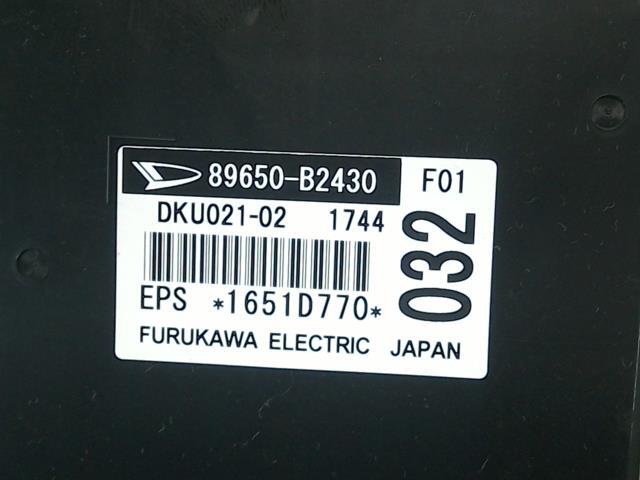 89650-B2430 F01
DKU021-02 1744
032
EPS *1651D770*
FURUKAWA ELECTRIC JAPAN